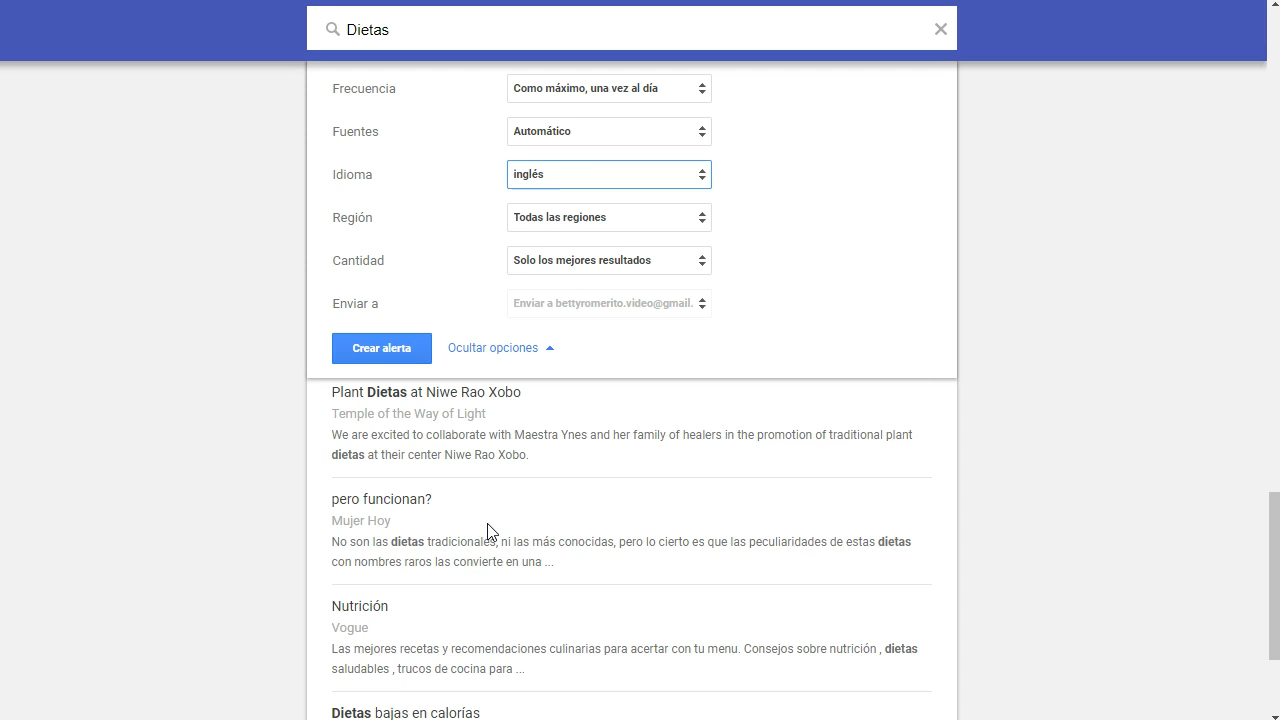 Dietas
Frecuencia
Como máximo, una vez al día
Fuentes
Automático
Idioma
inglés
Región
Todas las regiones
Cantidad
Solo los mejores resultados
Enviar a
Enviar a bettyromerito.video@gmail.
Crear alerta
Ocultar opciones
Plant Dietas at Niwe Rao Xobo
Temple of the Way of Light
We are excited to collaborate with Maestra Ynes and her family of healers in the promotion of traditional plant
dietas at their center Niwe Rao Xobo.
pero funcionan?
Mujer Hoy
No son las dietas tradicionales, ni las más conocidas, pero lo cierto es que las peculiaridades de estas dietas
con nombres raros las convierte en una ...
Nutrición
Vogue
Las mejores recetas y recomendaciones culinarias para acertar con tu menu. Consejos sobre nutrición , dietas
saludables , trucos de cocina para ...
Dietas bajas en calorías